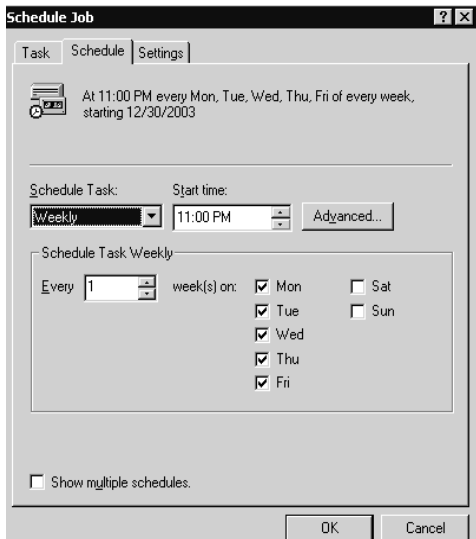 Schedule Job
Task Schedule Settings
At 11:00 PM every Mon, Tue, Wed, Thu, Fri of every week,
starting 12/30/2003
Schedule Task: Start time:
Weekly 11:00 PM Advanced...
Schedule Task Weekly
Every 1 week(s) on: Mon Sat
Tue Sun
Wed
Thu
Fri
Show multiple schedules.
OK Cancel